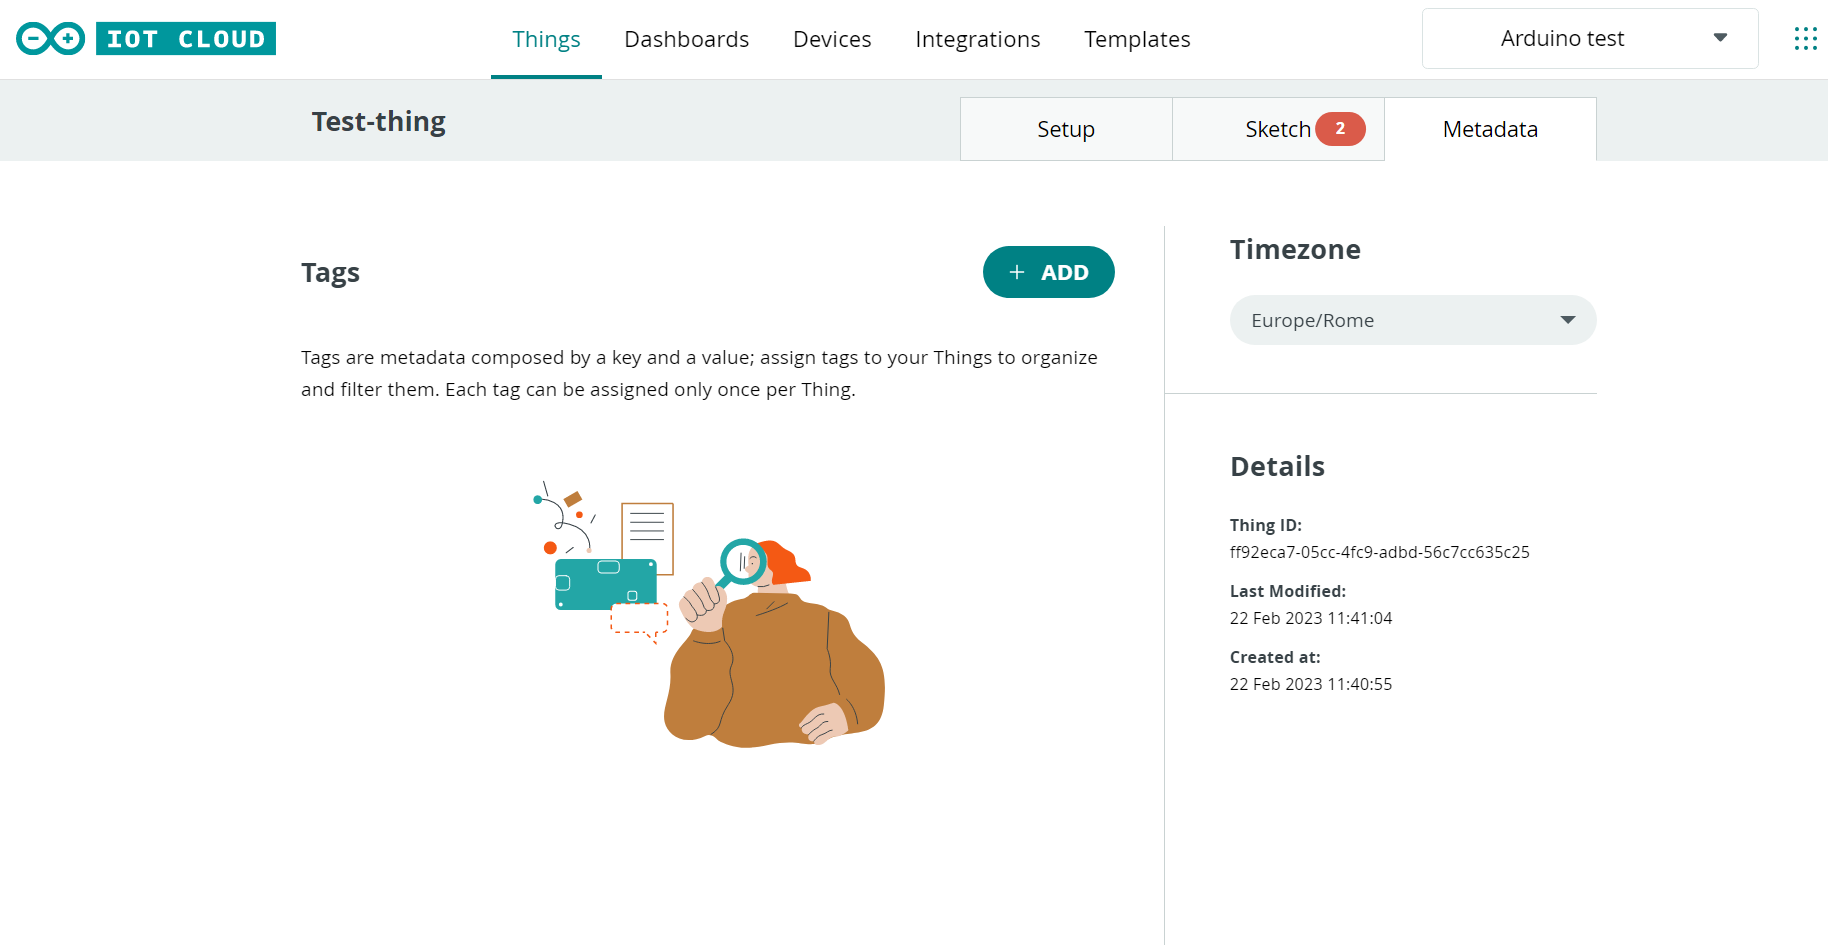 IOT CLOUD
Things
Dashboards
Devices
Integrations
Templates
Arduino test
Test-thing
Setup
Sketch 2
Metadata
Tags
+ ADD
Tags are metadata composed by a key and a value; assign tags to your Things to organize
and filter them. Each tag can be assigned only once per Thing.
Timezone
Europe/Rome
Details
Thing ID:
ff92eca7-05cc-4fc9-adbd-56c7cc635c25
Last Modified:
22 Feb 2023 11:41:04
Created at:
22 Feb 2023 11:40:55